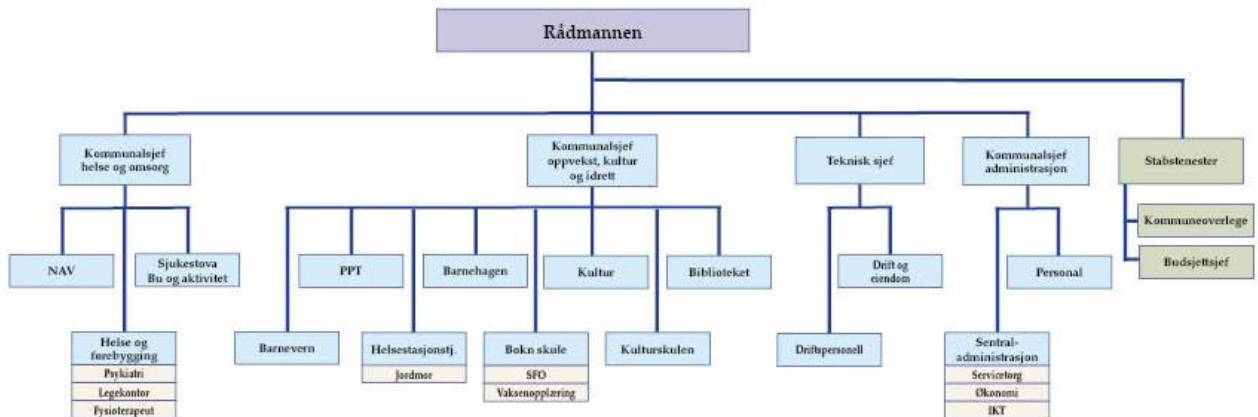 Rådmannen
Kommunalsjef
helse og omsorg
Kommunalsjef
oppvekst, kultur
og idrett
Teknisk sjef
Kommunalsjef
administrasjon
Stabstenester
Kommuneoverlege
Budsjettsjef
NAV
Sjukestova
Bu og aktivitet
PPT
Barnehagen
Kultur
Biblioteket
Drift og
eiendom
Personal
Helse og
førebygging
Psykiatri
Legekontor
Fysioterapeut
Barnevern
Helsestasjonstj.
Jordmor
Bokn skule
SFO
Vaksenopplæring
Kulturskulen
Driftspersonell
Sentral-
administrasjon
Servicetorg
Økonomi
IKT